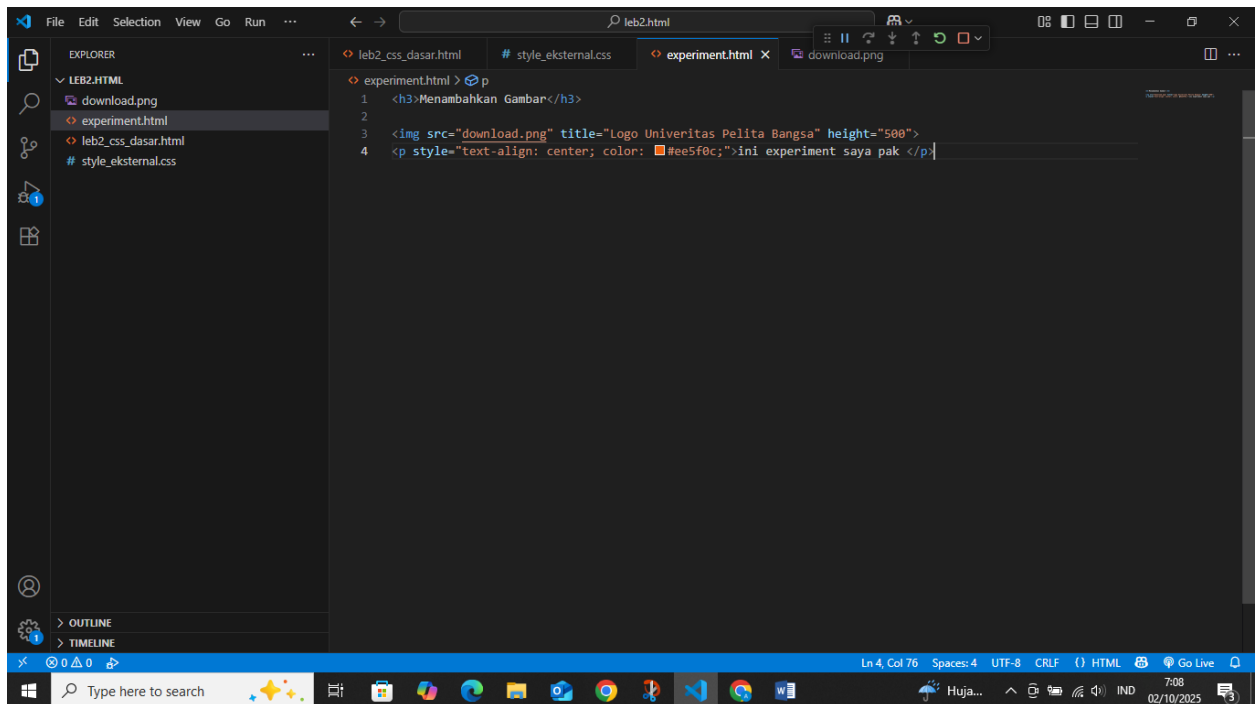 File Edit Selection View Go Run ···
leb2.html
EXPLORER ···
LEB2.HTML
download.png
experiment.html
leb2_css_dasar.html
# style_eksternal.css
OUTLINE
TIMELINE
leb2_css_dasar.html
# style_eksternal.css
experiment.html
download.png
experiment.html > p
1 <h3>Menambahkan Gambar</h3>
2
3 <img src="download.png" title="Logo Univeritas Pelita Bangsa" height="500">
4 <p style="text-align: center; color: #ee5f0c;">ini experiment saya pak </p>
1
1
0 0
Ln 4, Col 76 Spaces: 4 UTF-8 CRLF {} HTML Go Live
Type here to search
Huja... IND
7:08
02/10/2025
3